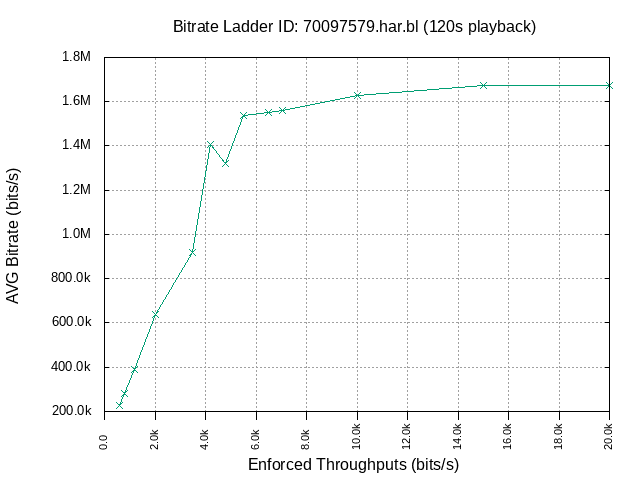 Bitrate Ladder ID: 70097579.har.bl (120s playback)
1.8M
1.6M
1.4M
1.2M
1.0M
800.0k
600.0k
400.0k
200.0k
AVG Bitrate (bits/s)
0.0
2.0k
4.0k
6.0k
8.0k
10.0k
12.0k
14.0k
16.0k
18.0k
20.0k
Enforced Throughputs (bits/s)